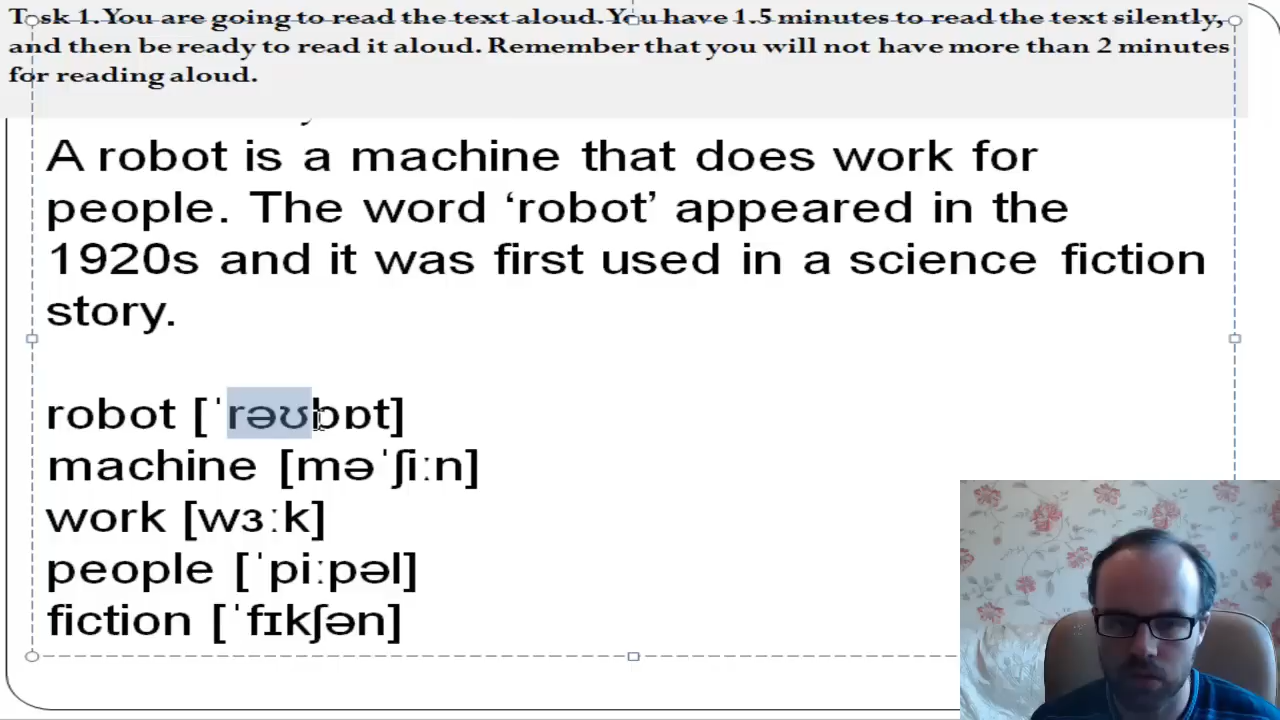 Task 1. You are going to read the text aloud. You have 1.5 minutes to read the text silently,
and then be ready to read it aloud. Remember that you will not have more than 2 minutes
for reading aloud.
A robot is a machine that does work for
people. The word ‘robot’ appeared in the
1920s and it was first used in a science fiction
story.
robot [ˈrəʊbɒt]
machine [məˈʃiːn]
work [wɜːk]
people [ˈpiːpəl]
fiction [ˈfɪkʃən]